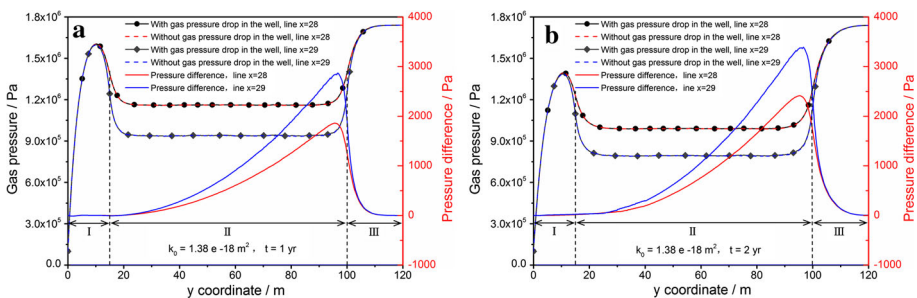 a
With gas pressure drop in the well, line x=28
Without gas pressure drop in the well, line x=28
With gas pressure drop in the well, line x=29
Without gas pressure drop in the well, line x=29
Pressure difference, line x=28
Pressure difference, ine x=29
Gas pressure / Pa
1.8x10⁶
1.5x10⁶
1.2x10⁶
9.0x10⁵
6.0x10⁵
3.0x10⁵
0.0
4000
3000
2000
1000
0
-1000
Pressure difference / Pa
I
II
III
k₀ = 1.38 e -18 m², t = 1 yr
0 20 40 60 80 100 120
y coordinate / m
b
With gas pressure drop in the well, line x=28
Without gas pressure drop in the well, line x=28
With gas pressure drop in the well, line x=29
Without gas pressure drop in the well, line x=29
Pressure difference, line x=28
Pressure difference, line x=29
Gas pressure / Pa
1.8x10⁶
1.5x10⁶
1.2x10⁶
9.0x10⁵
6.0x10⁵
3.0x10⁵
0.0
4000
3000
2000
1000
0
-1000
Pressure difference / Pa
I
II
III
k₀ = 1.38 e -18 m², t = 2 yr
0 20 40 60 80 100 120
y coordinate / m